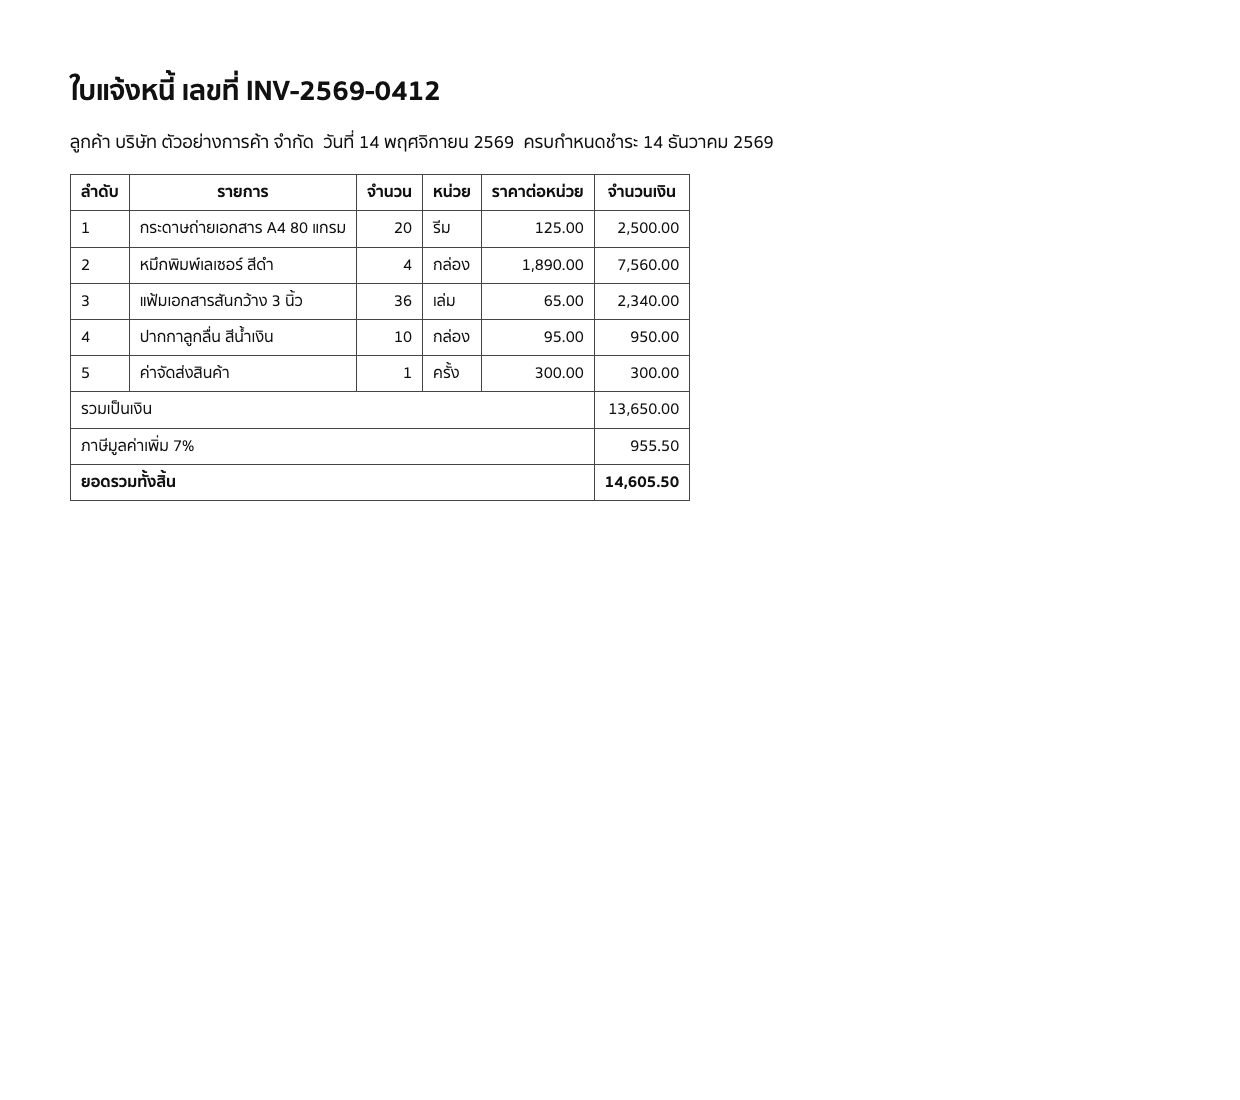 ใบแจ้งหนี้ เลขที่ INV-2569-0412
ลูกค้า บริษัท ตัวอย่างการค้า จำกัด วันที่ 14 พฤศจิกายน 2569 ครบกำหนดชำระ 14 ธันวาคม 2569
ลำดับ รายการ จำนวน หน่วย ราคาต่อหน่วย จำนวนเงิน
1 กระดาษถ่ายเอกสาร A4 80 แกรม 20 รีม 125.00 2,500.00
2 หมึกพิมพ์เลเซอร์ สีดำ 4 กล่อง 1,890.00 7,560.00
3 แฟ้มเอกสารสันกว้าง 3 นิ้ว 36 เล่ม 65.00 2,340.00
4 ปากกาลูกลื่น สีน้ำเงิน 10 กล่อง 95.00 950.00
5 ค่าจัดส่งสินค้า 1 ครั้ง 300.00 300.00
รวมเป็นเงิน 13,650.00
ภาษีมูลค่าเพิ่ม 7% 955.50
ยอดรวมทั้งสิ้น 14,605.50